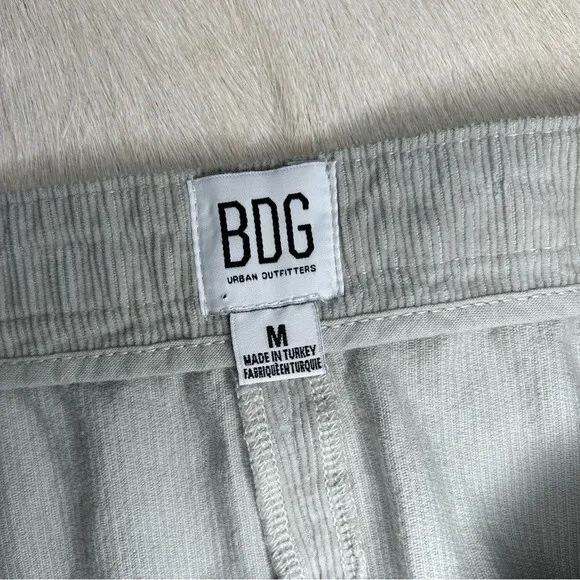 BDG
URBAN OUTFITTERS
M
MADE IN TURKEY
FABRIQUÉ EN TURQUIE